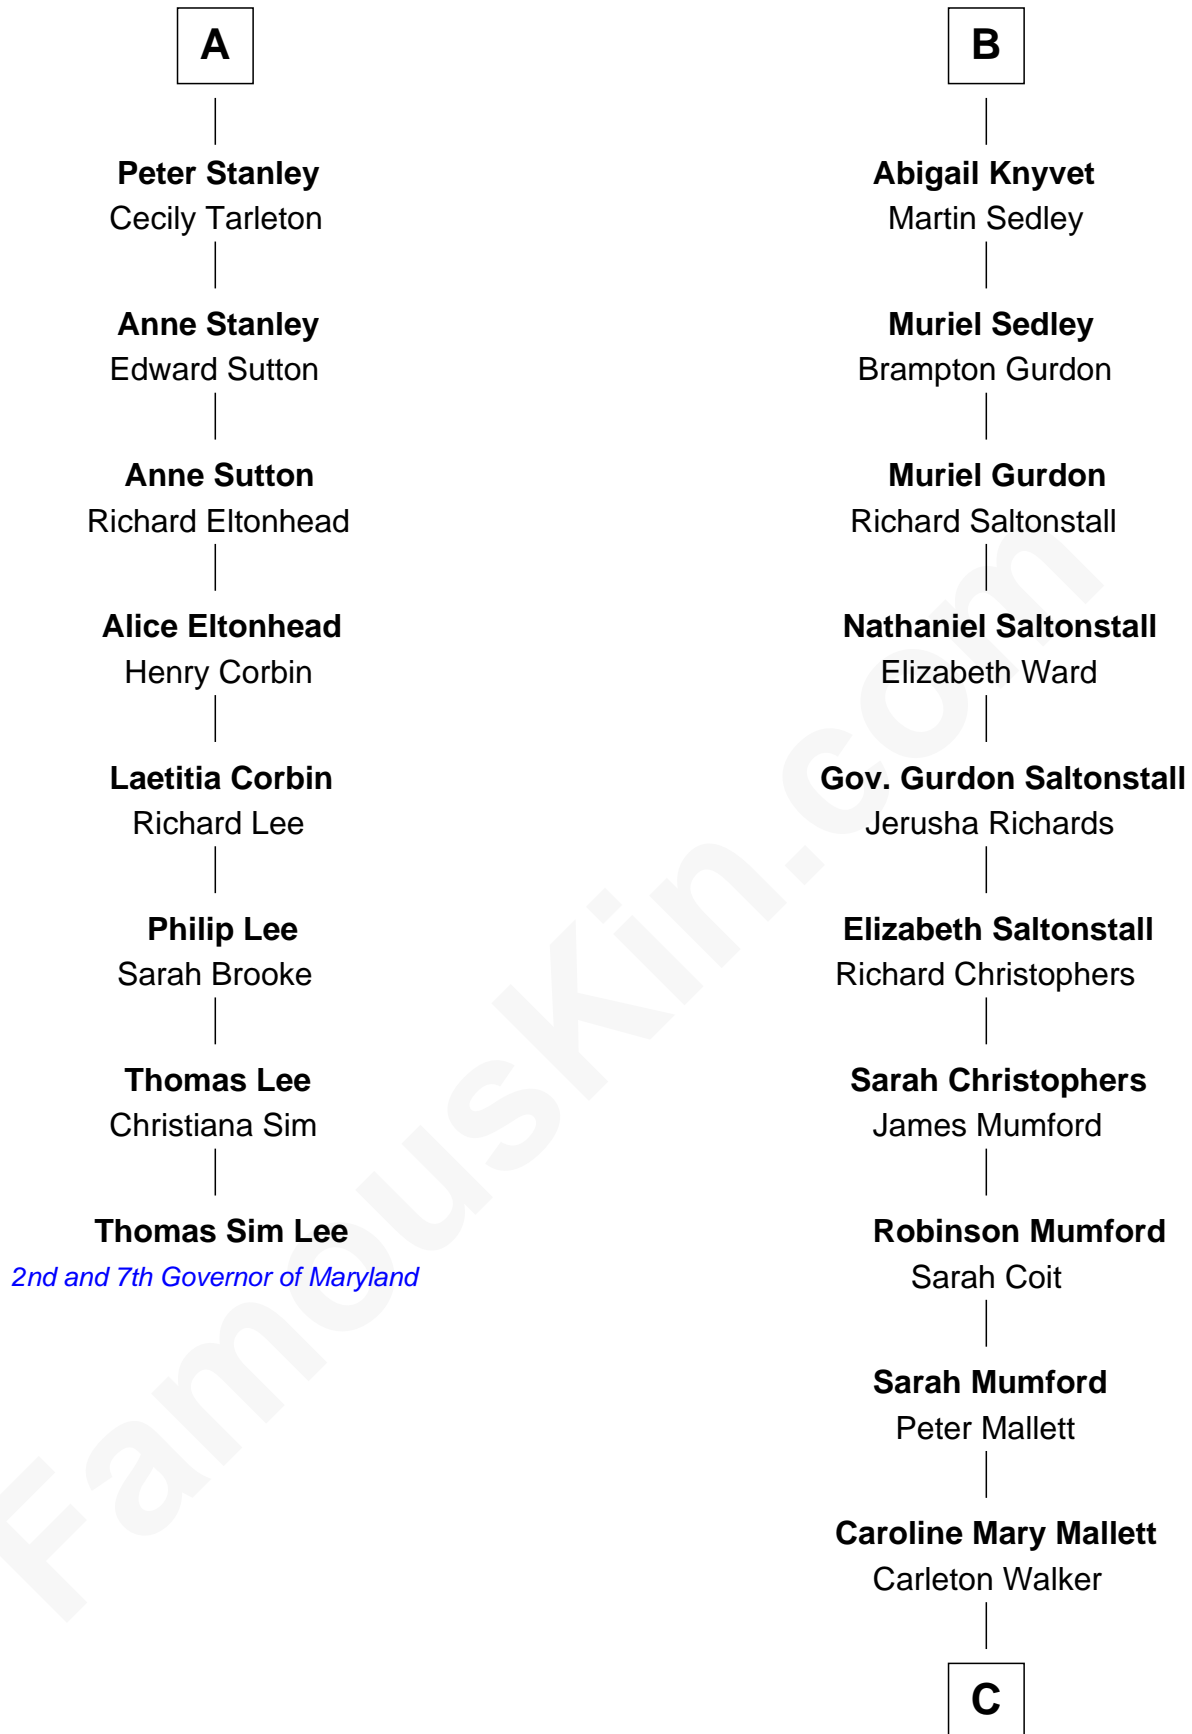 A
Peter Stanley
Cecily Tarleton
Anne Stanley
Edward Sutton
Anne Sutton
Richard Eltonhead
Alice Eltonhead
Henry Corbin
Laetitia Corbin
Richard Lee
Philip Lee
Sarah Brooke
Thomas Lee
Christiana Sim
Thomas Sim Lee
2nd and 7th Governor of Maryland
B
Abigail Knyvet
Martin Sedley
Muriel Sedley
Brampton Gurdon
Muriel Gurdon
Richard Saltonstall
Nathaniel Saltonstall
Elizabeth Ward
Gov. Gurdon Saltonstall
Jerusha Richards
Elizabeth Saltonstall
Richard Christophers
Sarah Christophers
James Mumford
Robinson Mumford
Sarah Coit
Sarah Mumford
Peter Mallett
Caroline Mary Mallett
Carleton Walker
C
FamousKin.com